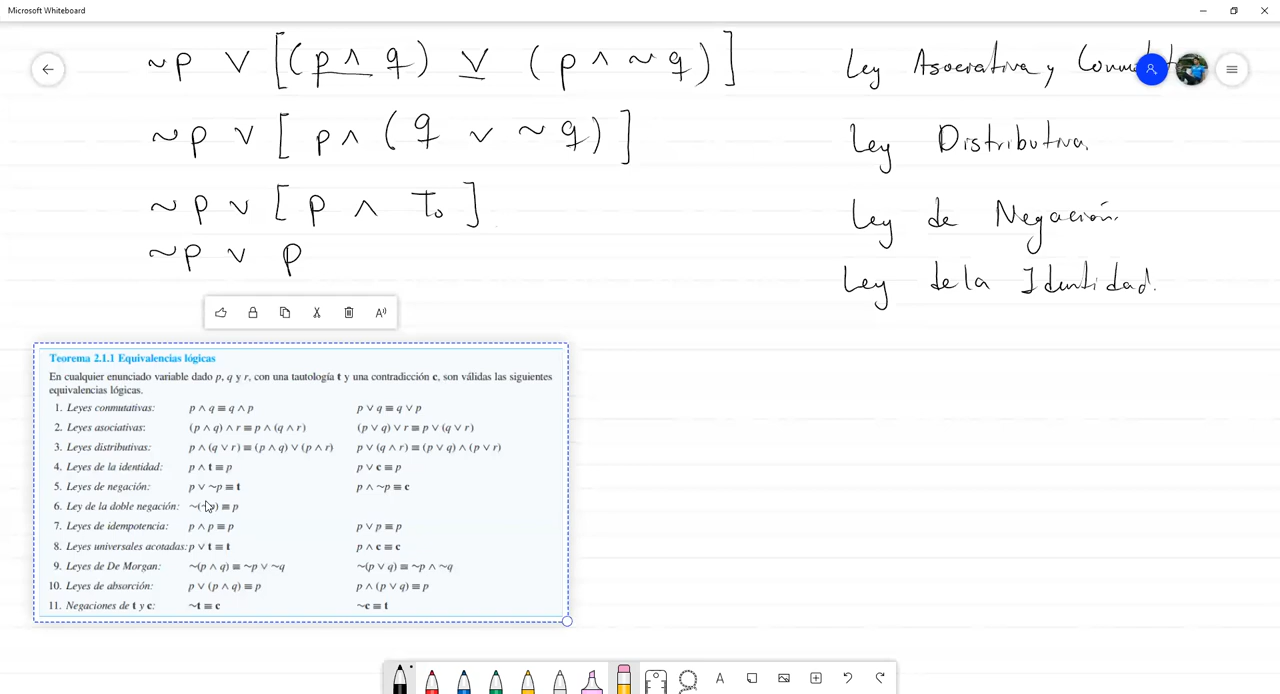 Microsoft Whiteboard
~p ∨ [(p ∧ q) ∨ (p ∧ ~q)] Ley Asociativa y
~p ∨ [p ∧ (q ∨ ~q)] Ley Distributiva.
~p ∨ [p ∧ To] Ley de Negación.
~p ∨ p Ley de la Identidad.
Teorema 2.1.1 Equivalencias lógicas
En cualquier enunciado variable dado p, q y r, con una tautología t y una contradicción c, son válidas las siguientes
equivalencias lógicas.
1. Leyes conmutativas: p ∧ q ≡ q ∧ p p ∨ q ≡ q ∨ p
2. Leyes asociativas: (p ∧ q) ∧ r ≡ p ∧ (q ∧ r) (p ∨ q) ∨ r ≡ p ∨ (q ∨ r)
3. Leyes distributivas: p ∧ (q ∨ r) ≡ (p ∧ q) ∨ (p ∧ r) p ∨ (q ∧ r) ≡ (p ∨ q) ∧ (p ∨ r)
4. Leyes de la identidad: p ∧ t ≡ p p ∨ c ≡ p
5. Leyes de negación: p ∨ ~p ≡ t p ∧ ~p ≡ c
6. Ley de la doble negación: ~(~p) ≡ p
7. Leyes de idempotencia: p ∧ p ≡ p p ∨ p ≡ p
8. Leyes universales acotadas: p ∨ t ≡ t p ∧ c ≡ c
9. Leyes de De Morgan: ~(p ∧ q) ≡ ~p ∨ ~q ~(p ∨ q) ≡ ~p ∧ ~q
10. Leyes de absorción: p ∨ (p ∧ q) ≡ p p ∧ (p ∨ q) ≡ p
11. Negaciones de t y c: ~t ≡ c ~c ≡ t